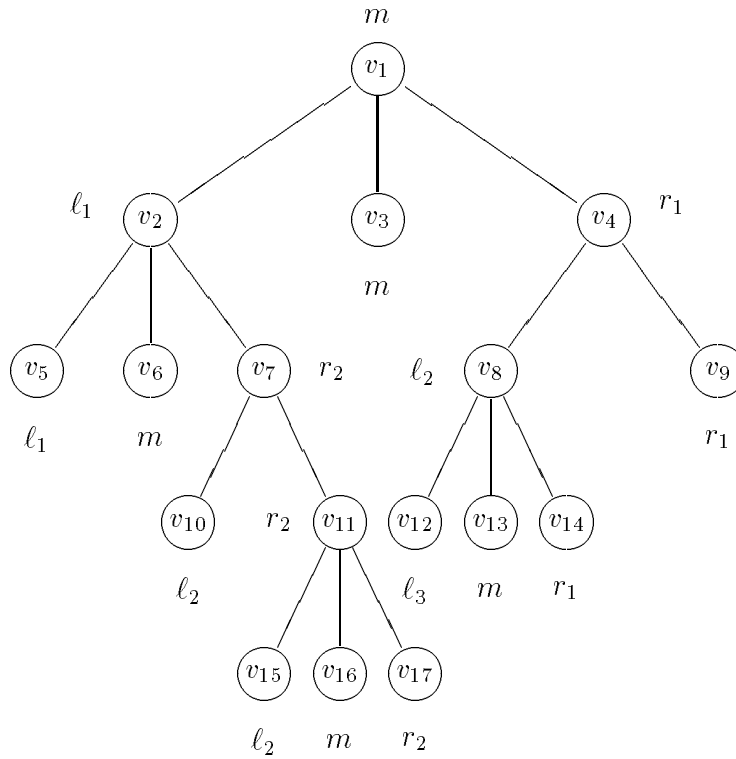 m
v₁
ℓ₁ v₂ v₃ v₄ r₁
m
v₅ v₆ v₇ r₂ ℓ₂ v₈ v₉
ℓ₁ m r₁
v₁₀ r₂ v₁₁ v₁₂ v₁₃ v₁₄
ℓ₂ ℓ₃ m r₁
v₁₅ v₁₆ v₁₇
ℓ₂ m r₂